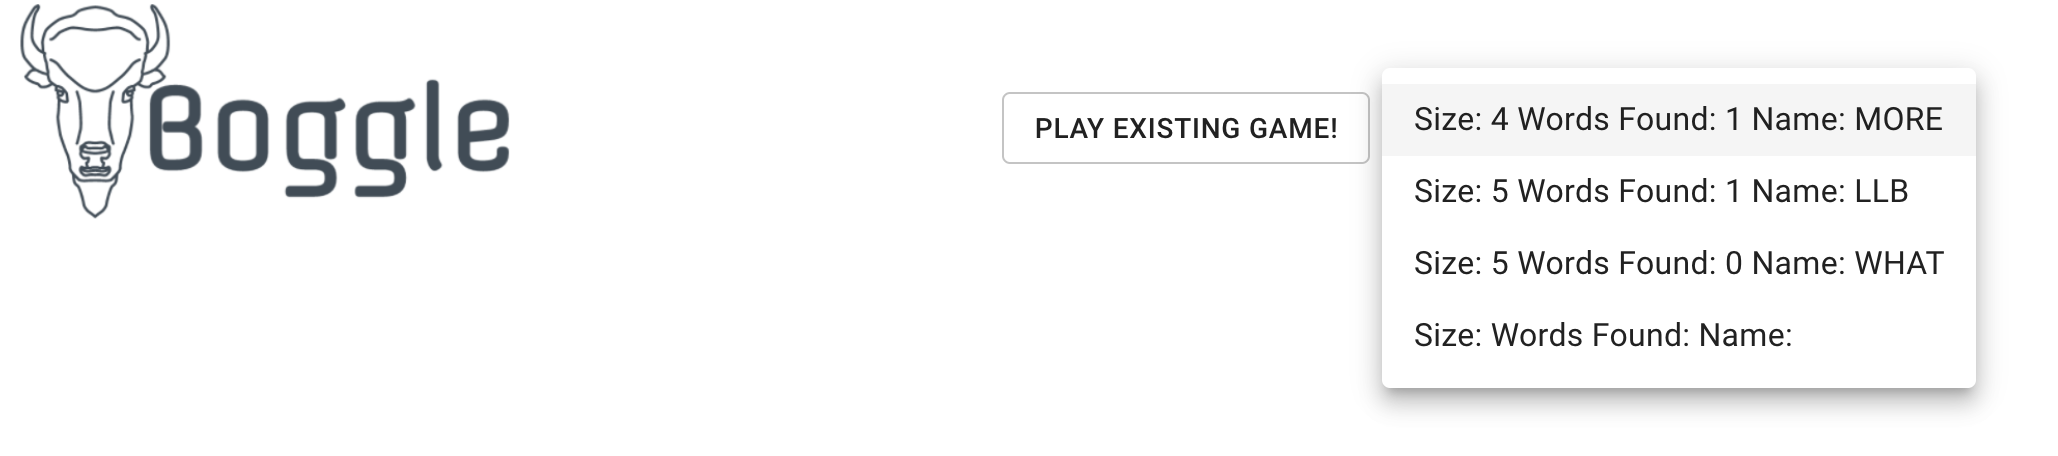 Boggle
PLAY EXISTING GAME!
Size: 4 Words Found: 1 Name: MORE
Size: 5 Words Found: 1 Name: LLB
Size: 5 Words Found: 0 Name: WHAT
Size: Words Found: Name: